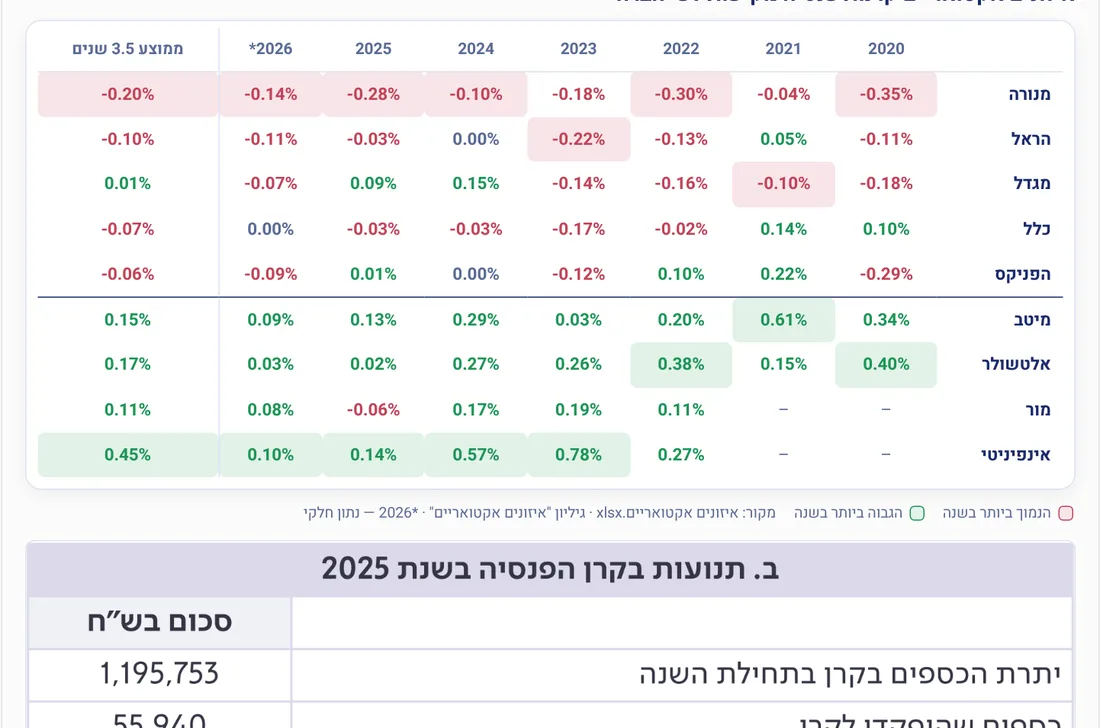 2020 2021 2022 2023 2024 2025 2026* ממוצע 3.5 שנים
מנורה -0.35% -0.04% -0.30% -0.18% -0.10% -0.28% -0.14% -0.20%
הראל -0.11% 0.05% -0.13% -0.22% 0.00% -0.03% -0.11% -0.10%
מגדל -0.18% -0.10% -0.16% -0.14% 0.15% 0.09% -0.07% 0.01%
כלל 0.10% 0.14% -0.02% -0.17% -0.03% -0.03% 0.00% -0.07%
הפניקס -0.29% 0.22% 0.10% -0.12% 0.00% 0.01% -0.09% -0.06%
מיטב 0.34% 0.61% 0.20% 0.03% 0.29% 0.13% 0.09% 0.15%
אלטשולר 0.40% 0.15% 0.38% 0.26% 0.27% 0.02% 0.03% 0.17%
מור – – 0.11% 0.19% 0.17% -0.06% 0.08% 0.11%
אינפיניטי – – 0.27% 0.78% 0.57% 0.14% 0.10% 0.45%
הנמוך ביותר בשנה הגבוה ביותר בשנה מקור: איזונים אקטואריים.xlsx · גיליון "איזונים אקטואריים" · *2026 — נתון חלקי
ב. תנועות בקרן הפנסיה בשנת 2025
סכום בש״ח
יתרת הכספים בקרן בתחילת השנה 1,195,753
כספים שהופקדו לקרן 55,940